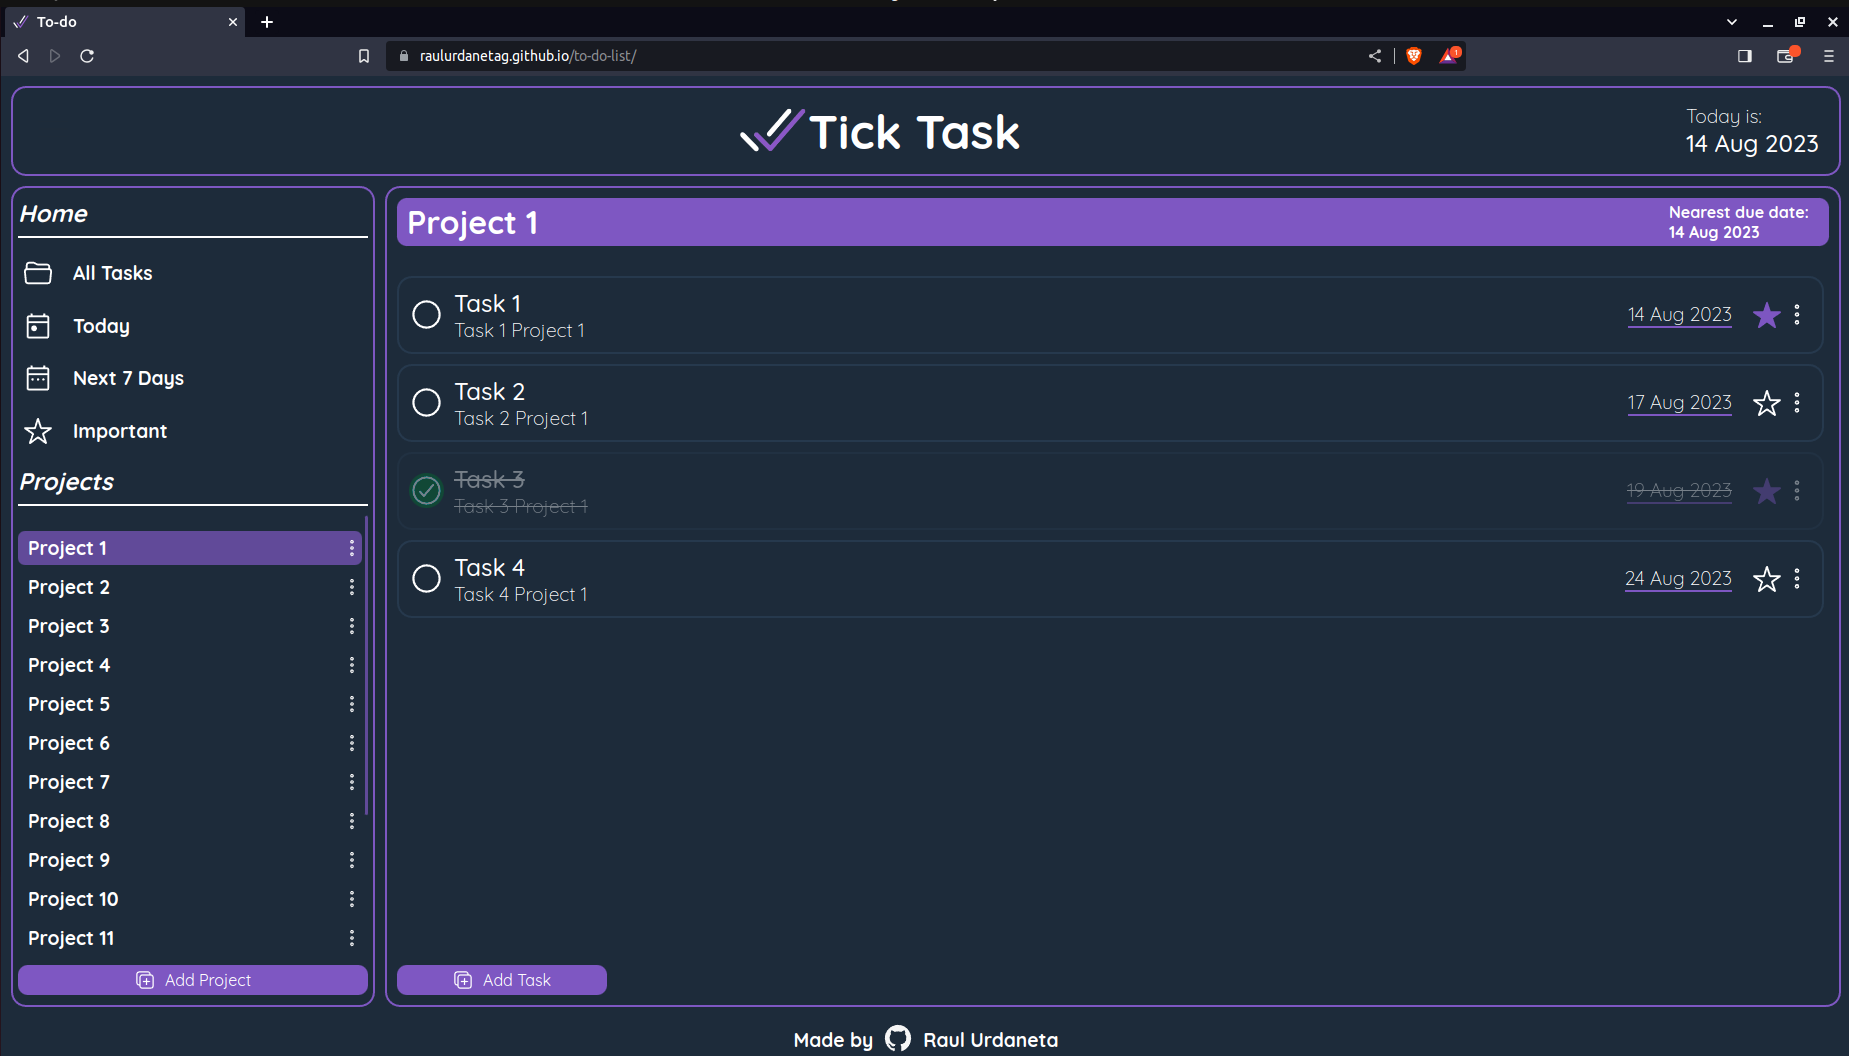 To-do
raulurdanetag.github.io/to-do-list/
1
Tick Task
Today is:
14 Aug 2023
Home
All Tasks
Today
Next 7 Days
Important
Projects
Project 1
Project 2
Project 3
Project 4
Project 5
Project 6
Project 7
Project 8
Project 9
Project 10
Project 11
Add Project
Project 1
Nearest due date:
14 Aug 2023
Task 1
Task 1 Project 1
14 Aug 2023
Task 2
Task 2 Project 1
17 Aug 2023
Task 3
Task 3 Project 1
19 Aug 2023
Task 4
Task 4 Project 1
24 Aug 2023
Add Task
Made by Raul Urdaneta